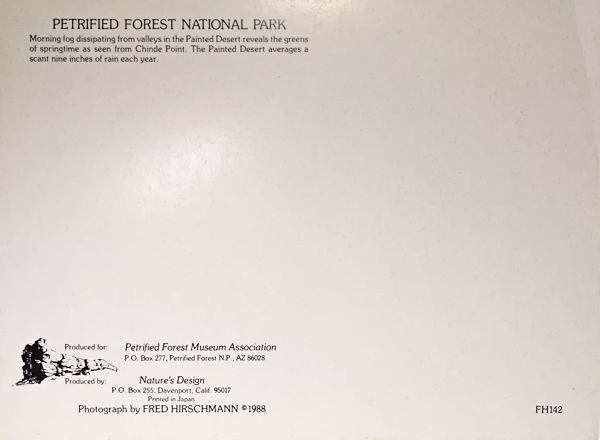 PETRIFIED FOREST NATIONAL PARK
Morning fog dissipating from valleys in the Painted Desert reveals the greens
of springtime as seen from Chinde Point. The Painted Desert averages a
scant nine inches of rain each year.
Produced for: Petrified Forest Museum Association
P.O. Box 277, Petrified Forest N.P., AZ 86028
Produced by: Nature's Design
P.O. Box 255, Davenport, Calif. 95017
Printed in Japan
Photograph by FRED HIRSCHMANN ©1988
FH142